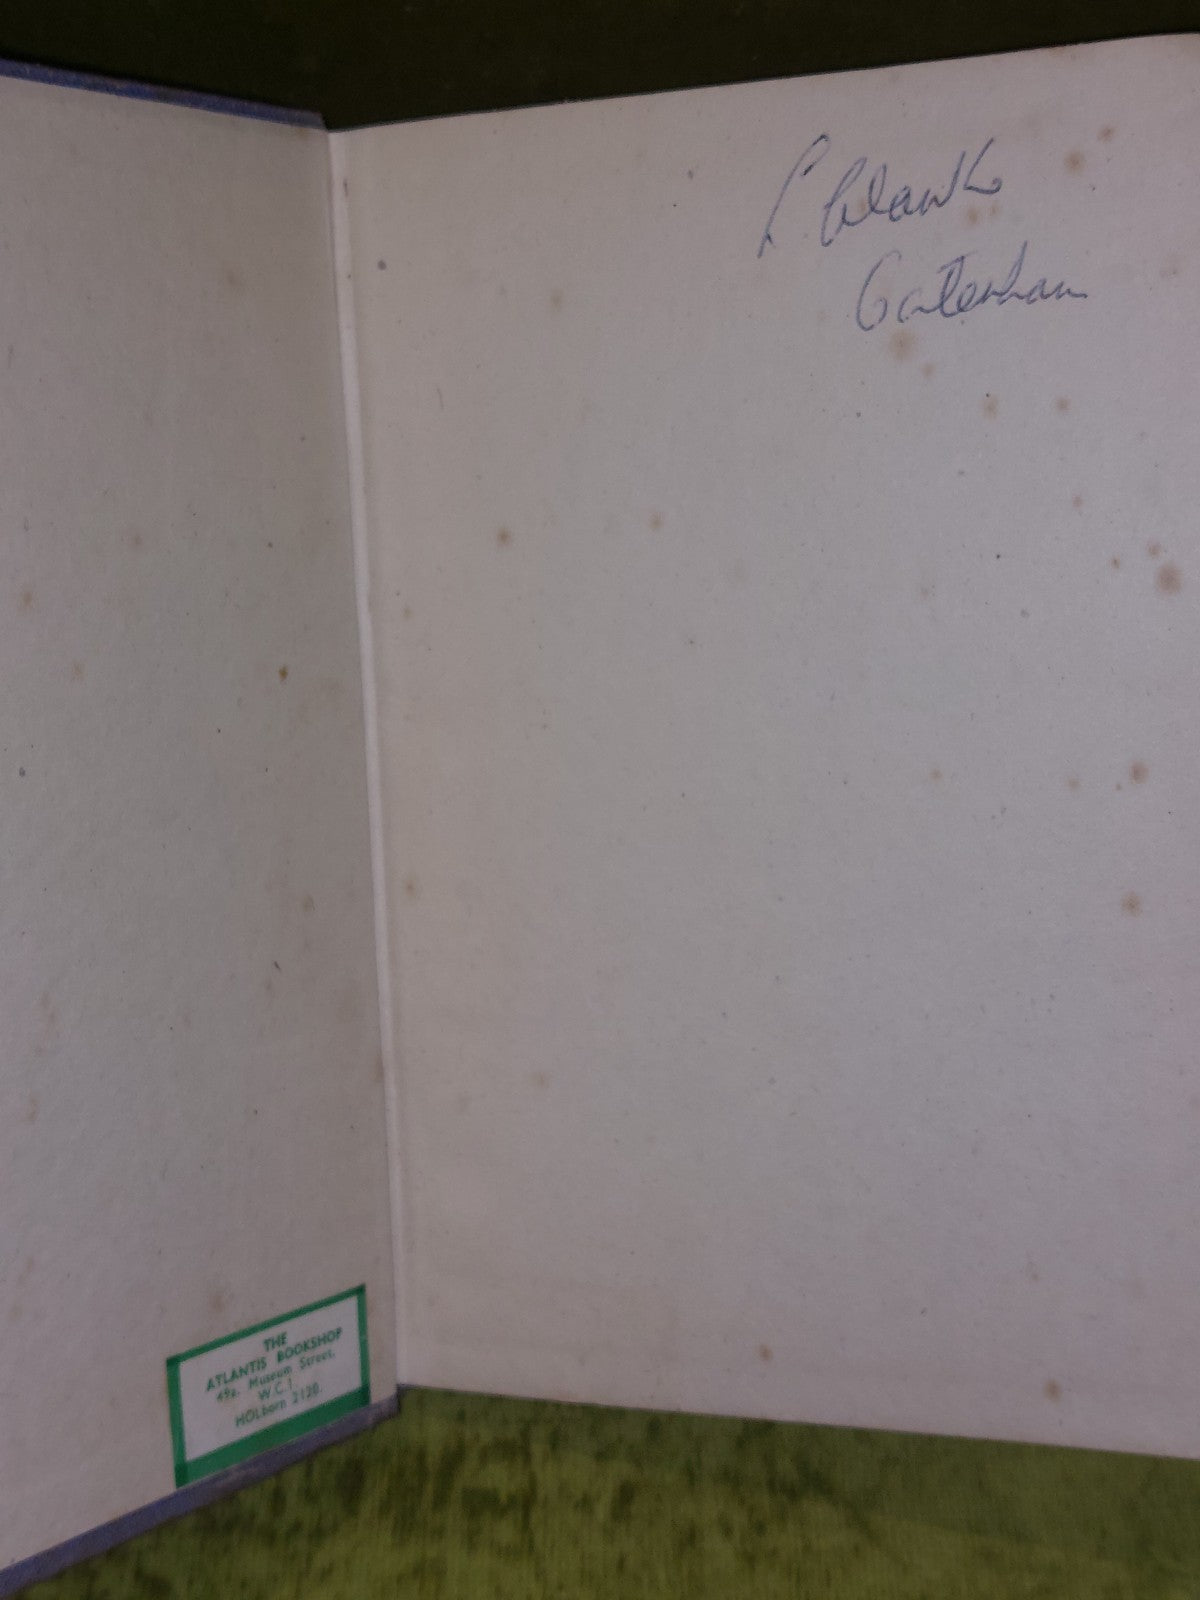 Caterham
THE
ATLANTIS BOOKSHOP
49a. Museum Street,
W.C.1.
HOLborn 2120.